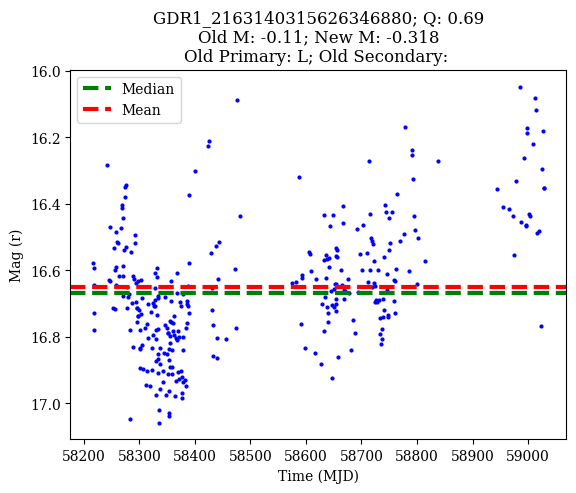 GDR1_2163140315626346880; Q: 0.69
Old M: -0.11; New M: -0.318
Old Primary: L; Old Secondary:
Median
Mean
16.0
16.2
16.4
16.6
16.8
17.0
Mag (r)
58200 58300 58400 58500 58600 58700 58800 58900 59000
Time (MJD)